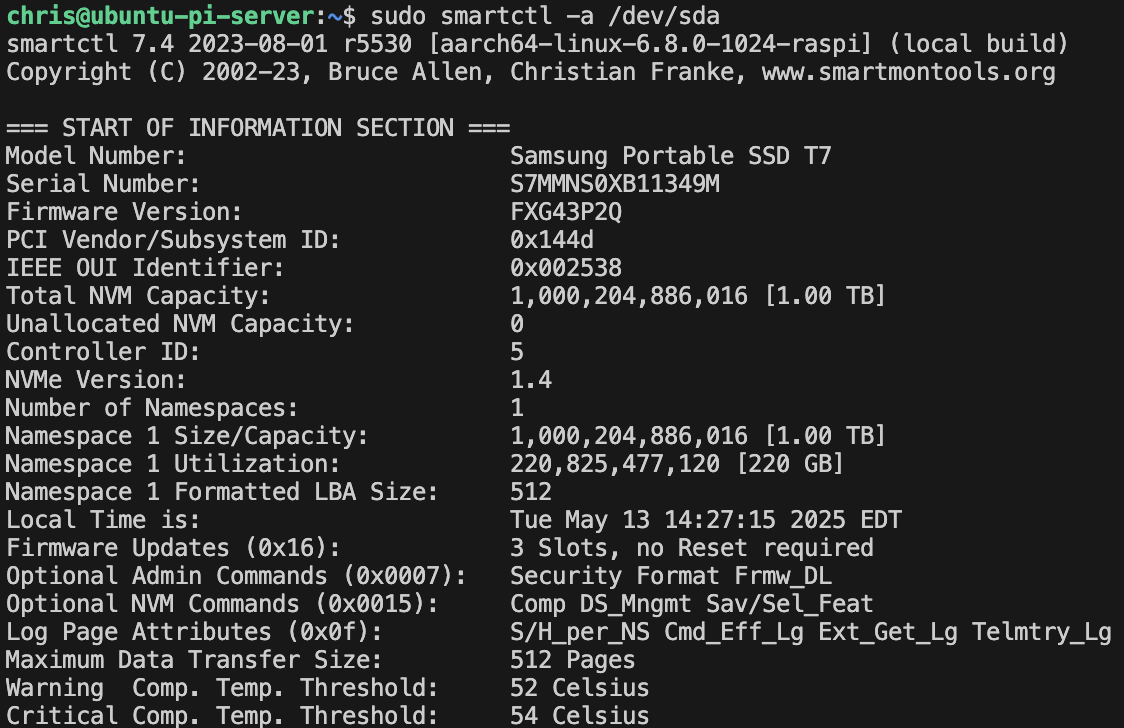 chris@ubuntu-pi-server:~$ sudo smartctl -a /dev/sda
smartctl 7.4 2023-08-01 r5530 [aarch64-linux-6.8.0-1024-raspi] (local build)
Copyright (C) 2002-23, Bruce Allen, Christian Franke, www.smartmontools.org

=== START OF INFORMATION SECTION ===
Model Number:                       Samsung Portable SSD T7
Serial Number:                      S7MMNS0XB11349M
Firmware Version:                   FXG43P2Q
PCI Vendor/Subsystem ID:            0x144d
IEEE OUI Identifier:                0x002538
Total NVM Capacity:                 1,000,204,886,016 [1.00 TB]
Unallocated NVM Capacity:           0
Controller ID:                      5
NVMe Version:                       1.4
Number of Namespaces:               1
Namespace 1 Size/Capacity:          1,000,204,886,016 [1.00 TB]
Namespace 1 Utilization:            220,825,477,120 [220 GB]
Namespace 1 Formatted LBA Size:     512
Local Time is:                      Tue May 13 14:27:15 2025 EDT
Firmware Updates (0x16):            3 Slots, no Reset required
Optional Admin Commands (0x0007):   Security Format Frmw_DL
Optional NVM Commands (0x0015):     Comp DS_Mngmt Sav/Sel_Feat
Log Page Attributes (0x0f):         S/H_per_NS Cmd_Eff_Lg Ext_Get_Lg Telmtry_Lg
Maximum Data Transfer Size:         512 Pages
Warning  Comp. Temp. Threshold:     52 Celsius
Critical Comp. Temp. Threshold:     54 Celsius